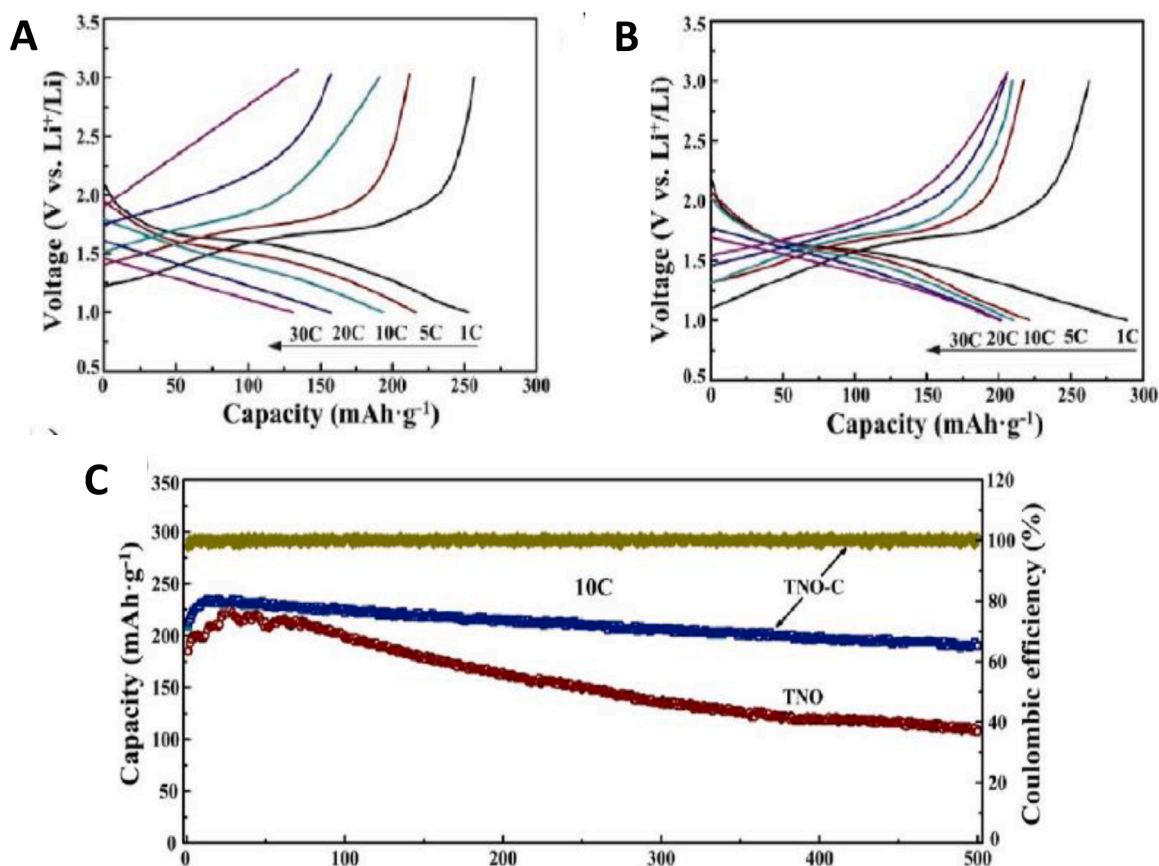 A
3.5
3.0
2.5
2.0
1.5
1.0
0.5
Voltage (V vs. Li⁺/Li)
30C 20C 10C 5C 1C
0 50 100 150 200 250 300
Capacity (mAh·g⁻¹)
B
3.5
3.0
2.5
2.0
1.5
1.0
0.5
Voltage (V vs. Li⁺/Li)
30C 20C 10C 5C 1C
0 50 100 150 200 250 300
Capacity (mAh·g⁻¹)
C
350
300
250
200
150
100
50
0
Capacity (mAh·g⁻¹)
10C
TNO-C
TNO
120
100
80
60
40
20
0
Coulombic efficiency (%)
0 100 200 300 400 500